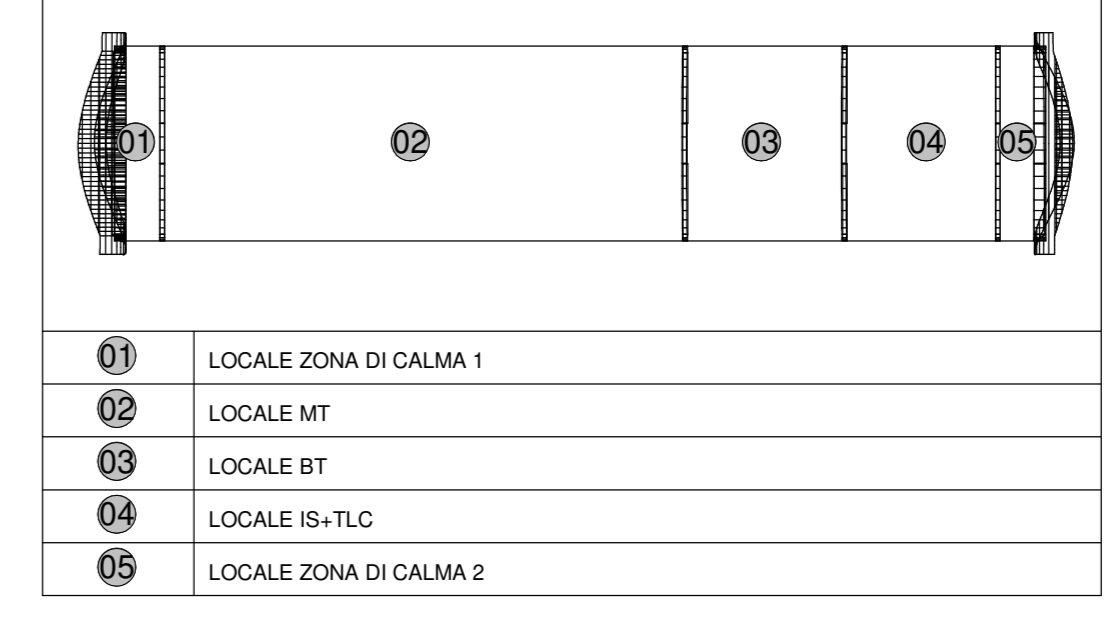 01 02 03 04 05
01 LOCALE ZONA DI CALMA 1
02 LOCALE MT
03 LOCALE BT
04 LOCALE IS+TLC
05 LOCALE ZONA DI CALMA 2